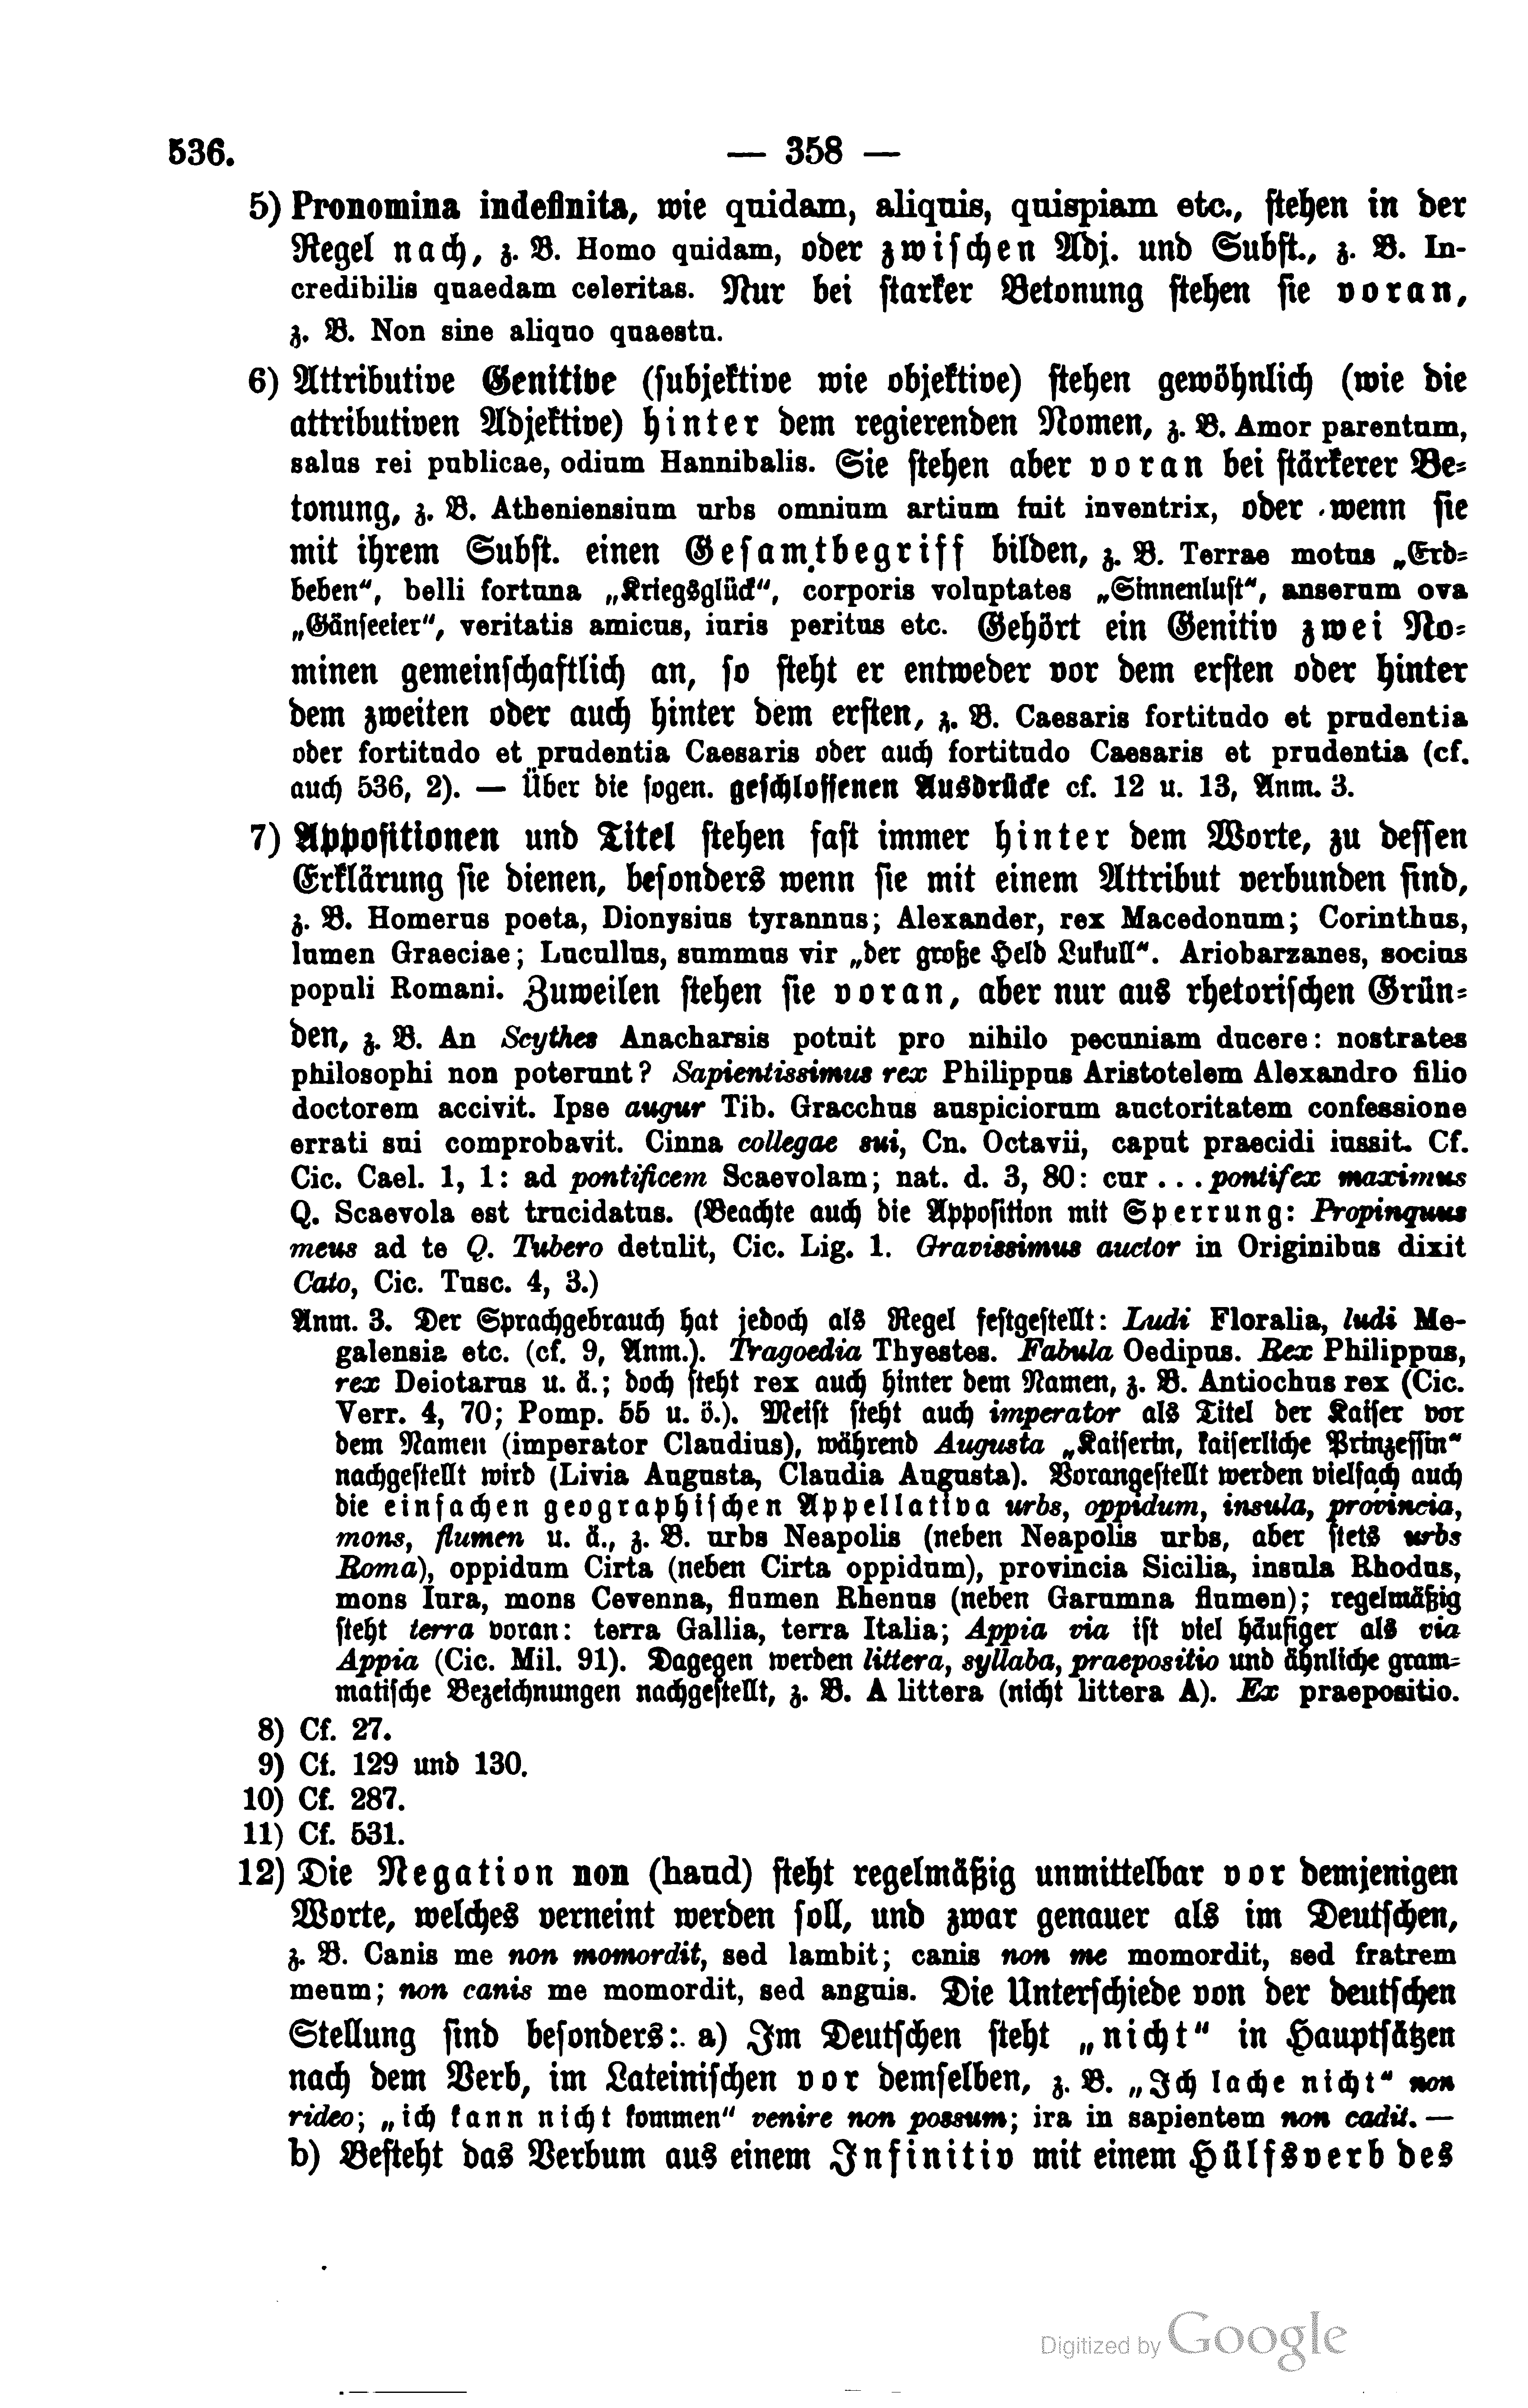 536. — 358 —
5) Pronomina indefinita, wie quidam, aliquis, quispiam etc., stehen in der
Regel nach, z. B. Homo quidam, oder zwischen Adj. und Subst., z. B. In-
credibilis quaedam celeritas. Nur bei starker Betonung stehen sie voran,
z. B. Non sine aliquo quaestu.
6) Attributive Genitive (subjektive wie objektive) stehen gewöhnlich (wie die
attributiven Adjektive) hinter dem regierenden Nomen, z. B. Amor parentum,
salus rei publicae, odium Hannibalis. Sie stehen aber voran bei stärkerer Be-
tonung, z. B. Atheniensium urbs omnium artium fuit inventrix, oder wenn sie
mit ihrem Subst. einen Gesamtbegriff bilden, z. B. Terrae motus „Erd-
beben“, belli fortuna „Kriegsglück“, corporis voluptates „Sinnenlust“, anserum ova
„Gänseeier“, veritatis amicus, iuris peritus etc. Gehört ein Genitiv zwei No-
minen gemeinschaftlich an, so steht er entweder vor dem ersten oder hinter
dem zweiten oder auch hinter dem ersten, z. B. Caesaris fortitudo et prudentia
oder fortitudo et prudentia Caesaris oder auch fortitudo Caesaris et prudentia (cf.
auch 536, 2). — Über die sogen. geschlossenen Ausdrücke cf. 12 u. 13, Anm. 3.
7) Appositionen und Titel stehen fast immer hinter dem Worte, zu dessen
Erklärung sie dienen, besonders wenn sie mit einem Attribut verbunden sind,
z. B. Homerus poeta, Dionysius tyrannus; Alexander, rex Macedonum; Corinthus,
lumen Graeciae; Lucullus, summus vir „der große Held Lukull“. Ariobarzanes, socius
populi Romani. Zuweilen stehen sie voran, aber nur aus rhetorischen Grün-
den, z. B. An Scythes Anacharsis potuit pro nihilo pecuniam ducere: nostrates
philosophi non poterunt? Sapientissimus rex Philippus Aristotelem Alexandro filio
doctorem accivit. Ipse augur Tib. Gracchus auspiciorum auctoritatem confessione
errati sui comprobavit. Cinna collegae sui, Cn. Octavii, caput praecidi iussit. Cf.
Cic. Cael. 1, 1: ad pontificem Scaevolam; nat. d. 3, 80: cur ... pontifex maximus
Q. Scaevola est trucidatus. (Beachte auch die Apposition mit Sperrung: Propinquus
meus ad te Q. Tubero detulit, Cic. Lig. 1. Gravissimus auctor in Originibus dixit
Cato, Cic. Tusc. 4, 3.)
Anm. 3. Der Sprachgebrauch hat jedoch als Regel festgestellt: Ludi Floralia, ludi Me-
galensia etc. (cf. 9, Anm.). Tragoedia Thyestes. Fabula Oedipus. Rex Philippus,
rex Deiotarus u. ä.; doch steht rex auch hinter dem Namen, z. B. Antiochus rex (Cic.
Verr. 4, 70; Pomp. 55 u. ö.). Meist steht auch imperator als Titel der Kaiser vor
dem Namen (imperator Claudius), während Augusta „Kaiserin, kaiserliche Prinzessin“
nachgestellt wird (Livia Augusta, Claudia Augusta). Vorangestellt werden vielfach auch
die einfachen geographischen Appellativa urbs, oppidum, insula, provincia,
mons, flumen u. ä., z. B. urbs Neapolis (neben Neapolis urbs, aber stets urbs
Roma), oppidum Cirta (neben Cirta oppidum), provincia Sicilia, insula Rhodus,
mons Iura, mons Cevenna, flumen Rhenus (neben Garumna flumen); regelmäßig
steht terra voran: terra Gallia, terra Italia; Appia via ist viel häufiger als via
Appia (Cic. Mil. 91). Dagegen werden littera, syllaba, praepositio und ähnliche gram-
matische Bezeichnungen nachgestellt, z. B. A littera (nicht littera A). Ex praepositio.
8) Cf. 27.
9) Cf. 129 und 130.
10) Cf. 287.
11) Cf. 531.
12) Die Negation non (haud) steht regelmäßig unmittelbar vor demjenigen
Worte, welches verneint werden soll, und zwar genauer als im Deutschen,
z. B. Canis me non momordit, sed lambit; canis non me momordit, sed fratrem
meum; non canis me momordit, sed anguis. Die Unterschiede von der deutschen
Stellung sind besonders: a) Im Deutschen steht „nicht“ in Hauptsätzen
nach dem Verb, im Lateinischen vor demselben, z. B. „Ich lache nicht“ non
rideo; „ich kann nicht kommen“ venire non possum; ira in sapientem non cadit. —
b) Besteht das Verbum aus einem Infinitiv mit einem Hülfsverb des
Digitized by Google